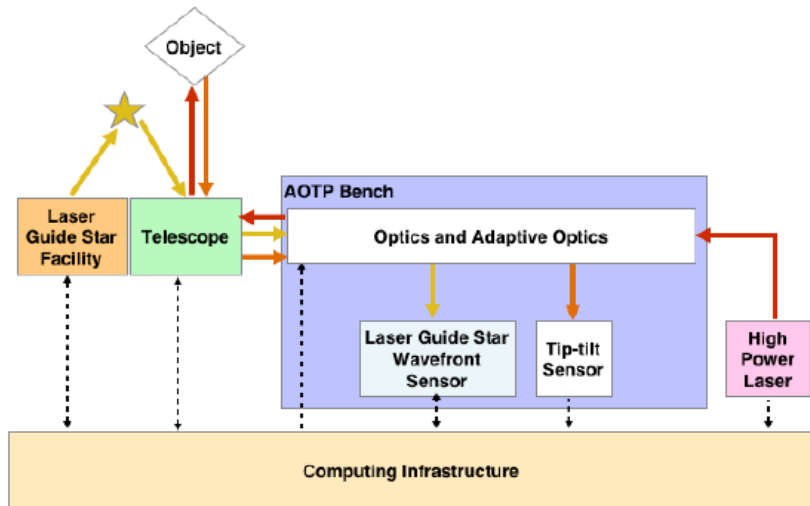 Object
AOTP Bench
Laser
Guide Star
Facility
Telescope
Optics and Adaptive Optics
Laser Guide Star
Wavefront
Sensor
Tip-tilt
Sensor
High
Power
Laser
Computing Infrastructure